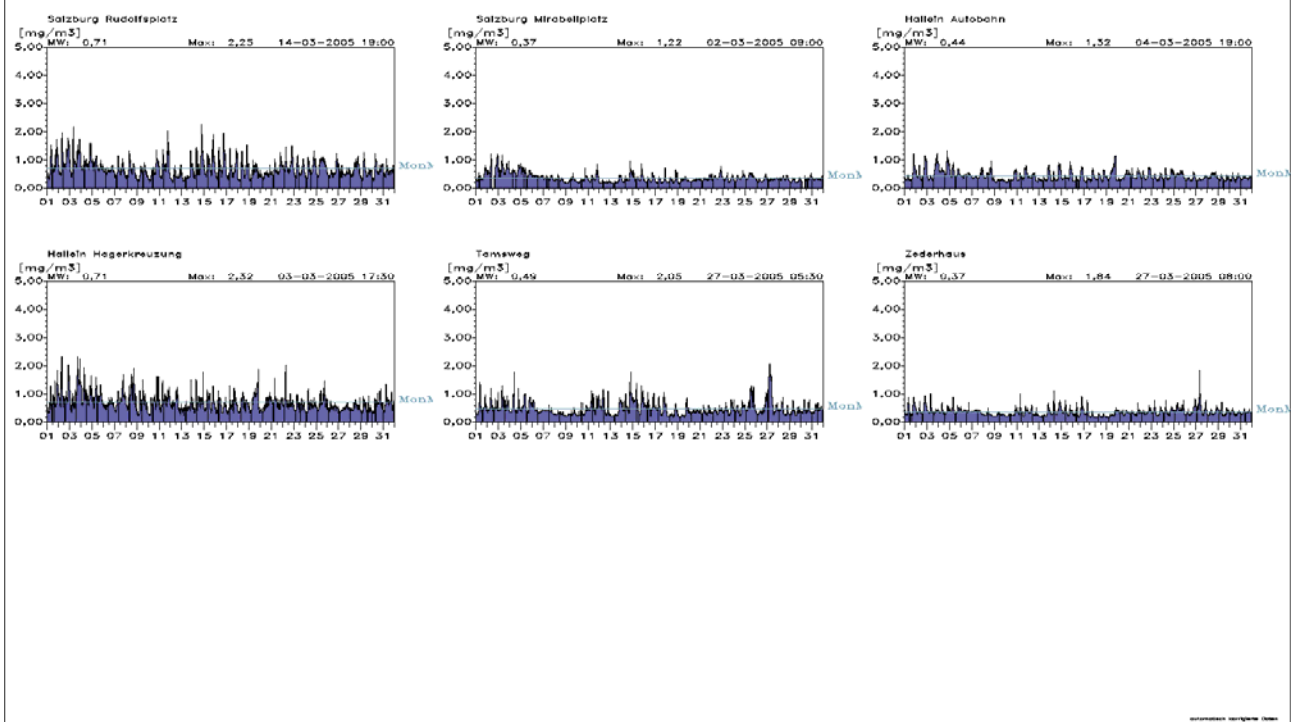 Salzburg Rudolfsplatz
[mg/m3]
MW: 0,71 Max: 2,25 14-03-2005 19:00
5,00
4,00
3,00
2,00
1,00
0,00
MonM
01 03 05 07 09 11 13 15 17 19 21 23 25 27 29 31
Salzburg Mirabellplatz
[mg/m3]
MW: 0,37 Max: 1,22 02-03-2005 09:00
5,00
4,00
3,00
2,00
1,00
0,00
MonM
01 03 05 07 09 11 13 15 17 19 21 23 25 27 29 31
Hallein Autobahn
[mg/m3]
MW: 0,44 Max: 1,32 04-03-2005 19:00
5,00
4,00
3,00
2,00
1,00
0,00
MonM
01 03 05 07 09 11 13 15 17 19 21 23 25 27 29 31
Hallein Hagerkreuzung
[mg/m3]
MW: 0,71 Max: 2,32 03-03-2005 17:30
5,00
4,00
3,00
2,00
1,00
0,00
MonM
01 03 05 07 09 11 13 15 17 19 21 23 25 27 29 31
Tamsweg
[mg/m3]
MW: 0,49 Max: 2,05 27-03-2005 05:30
5,00
4,00
3,00
2,00
1,00
0,00
MonM
01 03 05 07 09 11 13 15 17 19 21 23 25 27 29 31
Zederhaus
[mg/m3]
MW: 0,37 Max: 1,84 27-03-2005 08:00
5,00
4,00
3,00
2,00
1,00
0,00
MonM
01 03 05 07 09 11 13 15 17 19 21 23 25 27 29 31